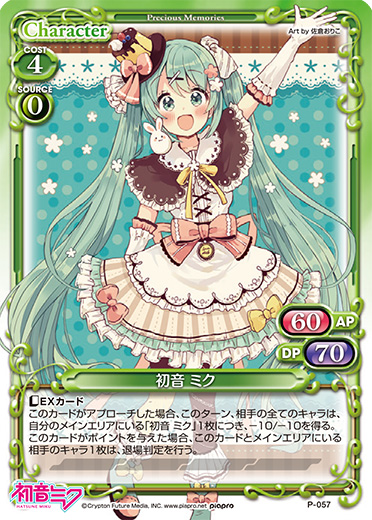 Precious Memories
Character
Art by 佐倉おりこ
COST
4
SOURCE
0
60 AP
DP 70
初音 ミク
EXカード
このカードがアプローチした場合、このターン、相手の全てのキャラは、
自分のメインエリアにいる「初音 ミク」1枚につき、－10/－10を得る。
このカードがポイントを与えた場合、このカードとメインエリアにいる
相手のキャラ1枚は、退場判定を行う。
初音ミク
HATSUNE MIKU
©Crypton Future Media, INC. www.piapro.net piapro
P-057